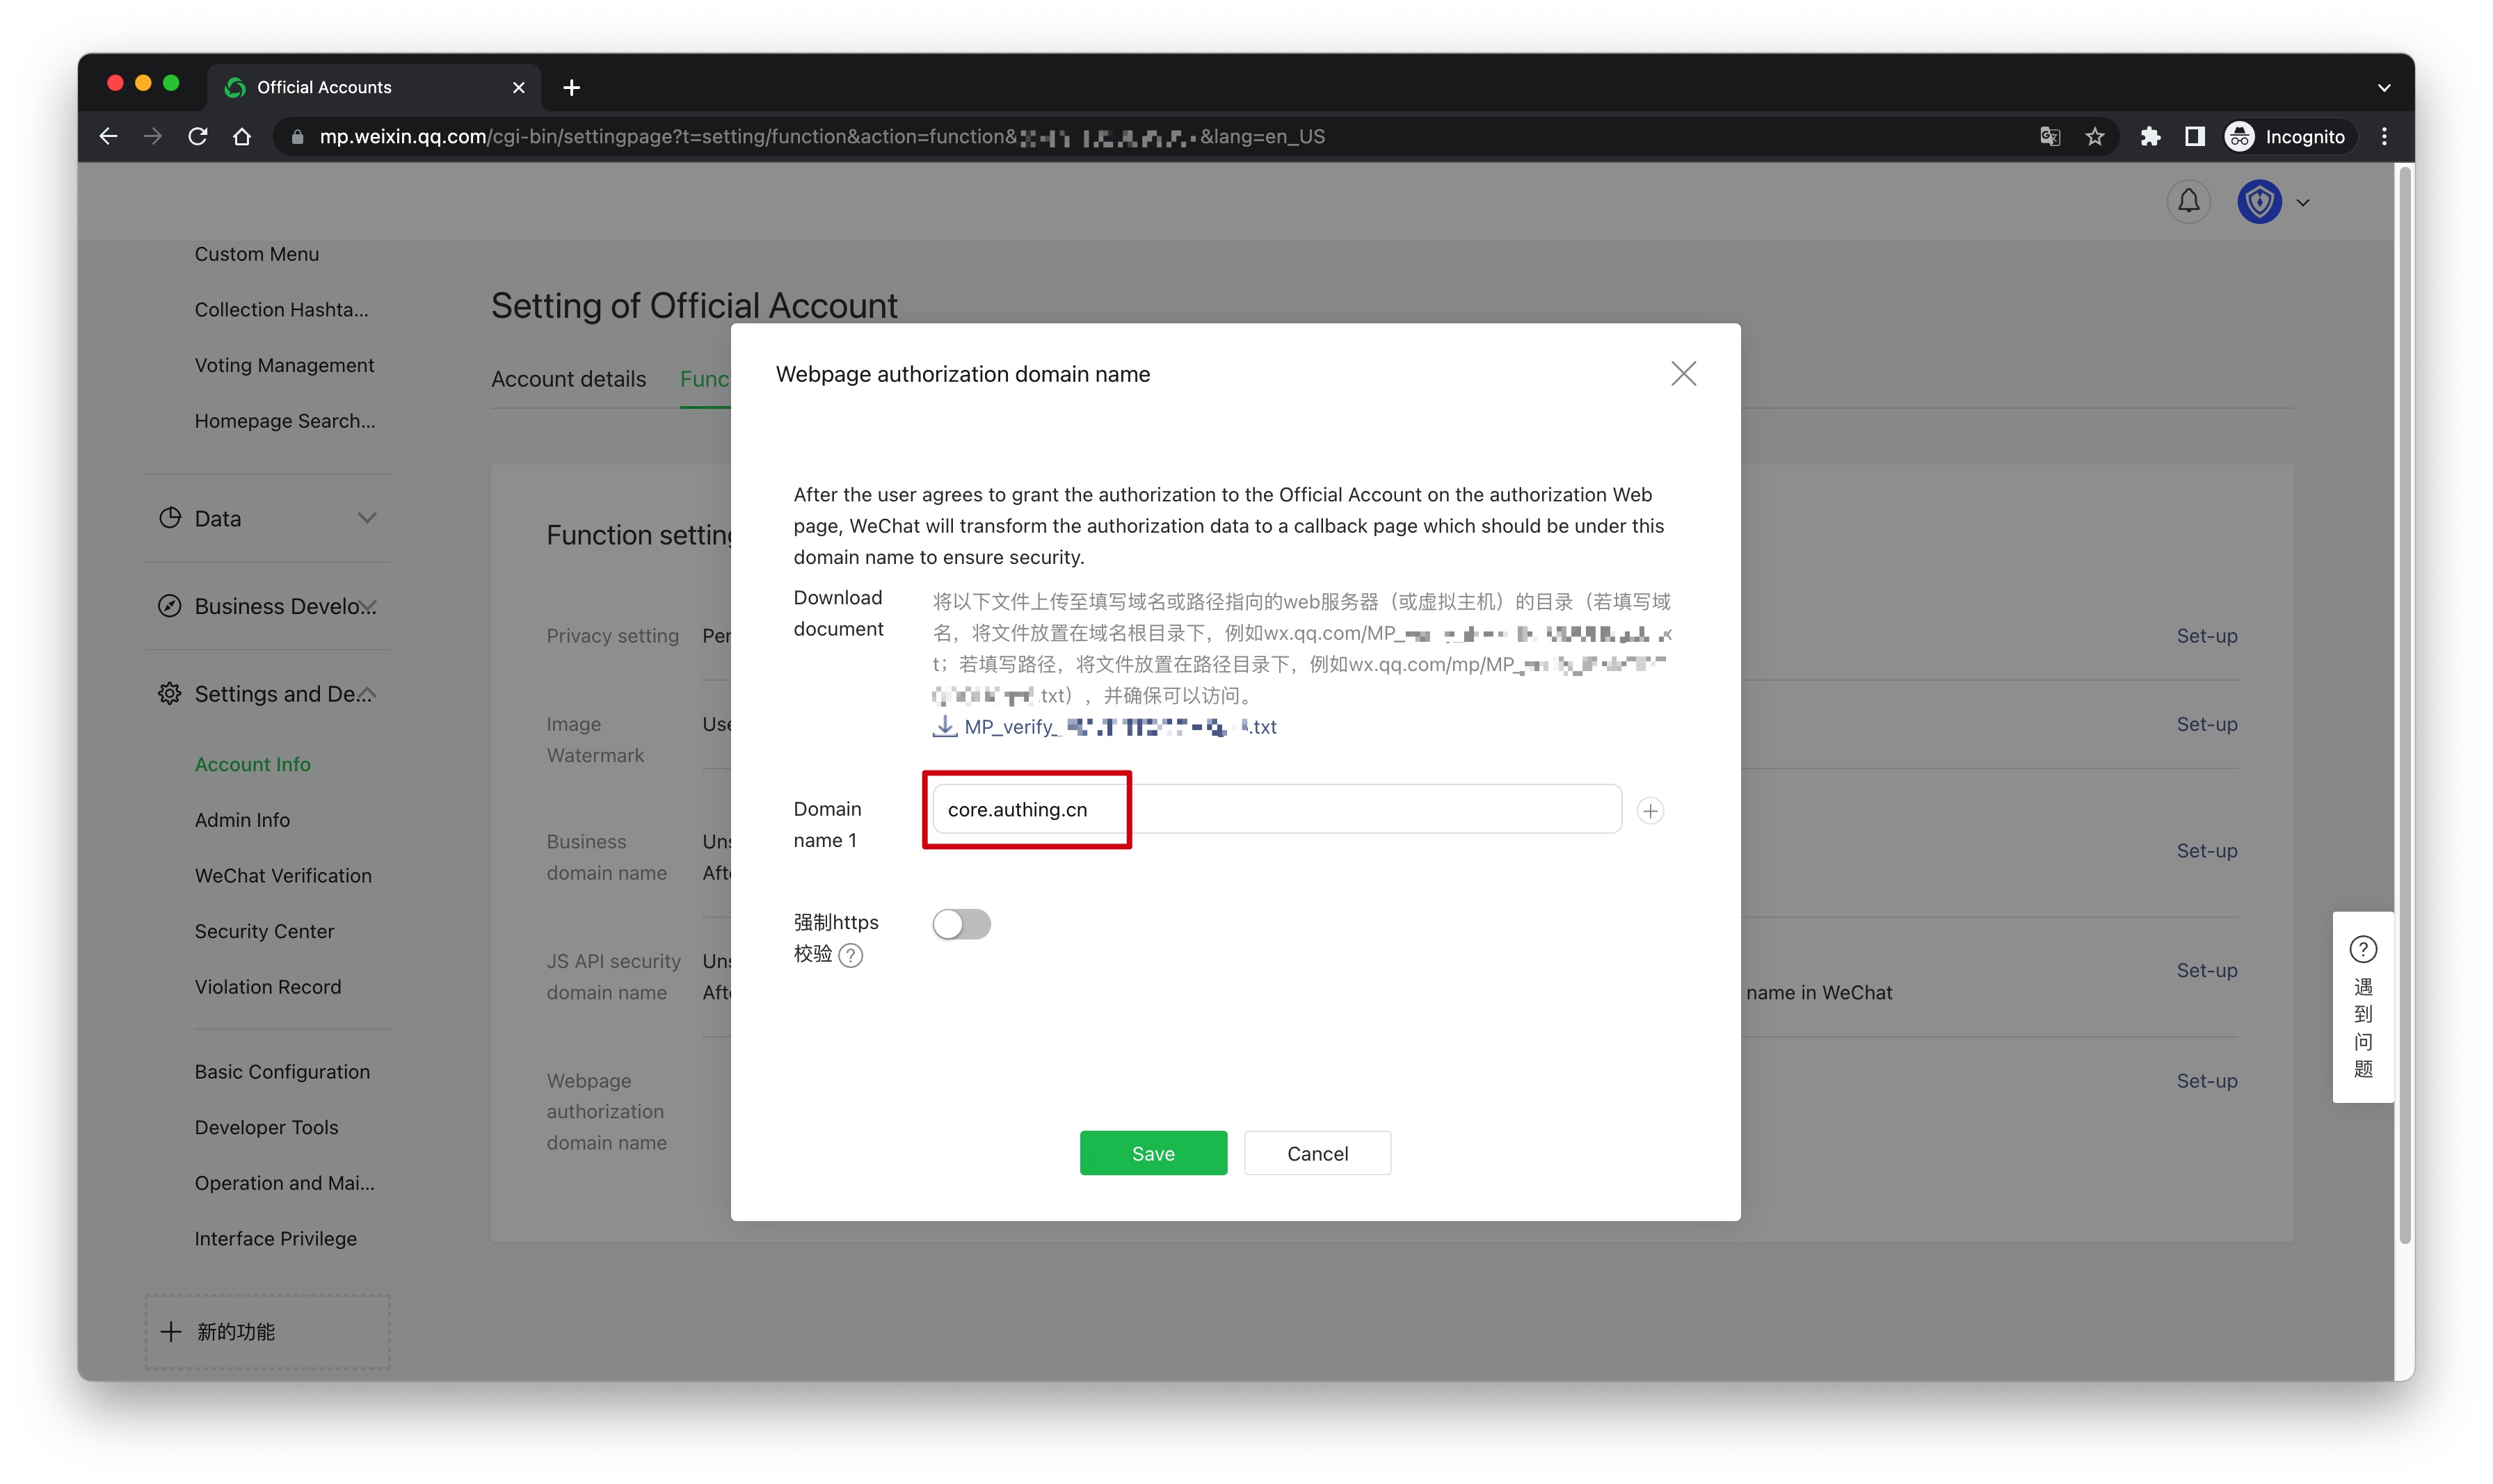 Official Accounts
mp.weixin.qq.com/cgi-bin/settingpage?t=setting/function&action=function&
&lang=en_US
Incognito
Custom Menu
Collection Hashta...
Voting Management
Homepage Search...
Data
Business Develo...
Settings and De...
Account Info
Admin Info
WeChat Verification
Security Center
Violation Record
Basic Configuration
Developer Tools
Operation and Mai...
Interface Privilege
新的功能
Setting of Official Account
Account details
Func
Function setting
Privacy setting
Per
Set-up
Image
Watermark
Use
Set-up
Business
domain name
Uns
Afte
Set-up
JS API security
domain name
Uns
Afte
name in WeChat
Set-up
Webpage
authorization
domain name
Set-up
Webpage authorization domain name
After the user agrees to grant the authorization to the Official Account on the authorization Web
page, WeChat will transform the authorization data to a callback page which should be under this
domain name to ensure security.
Download
document
将以下文件上传至填写域名或路径指向的web服务器（或虚拟主机）的目录（若填写域
名，将文件放置在域名根目录下，例如wx.qq.com/MP_
t；若填写路径，将文件放置在路径目录下，例如wx.qq.com/mp/MP_
.txt），并确保可以访问。
MP_verify_
.txt
Domain
name 1
core.authing.cn
强制https
校验
Save
Cancel
遇
到
问
题